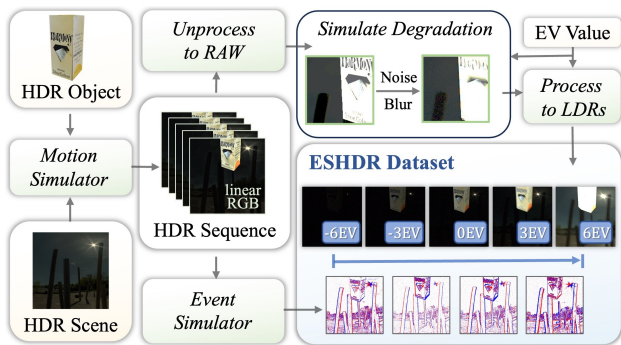 HDR Object
Motion
Simulator
HDR Scene
Unprocess
to RAW
linear
RGB
HDR Sequence
Event
Simulator
Simulate Degradation
Noise
Blur
EV Value
Process
to LDRs
ESHDR Dataset
-6EV
-3EV
0EV
3EV
6EV